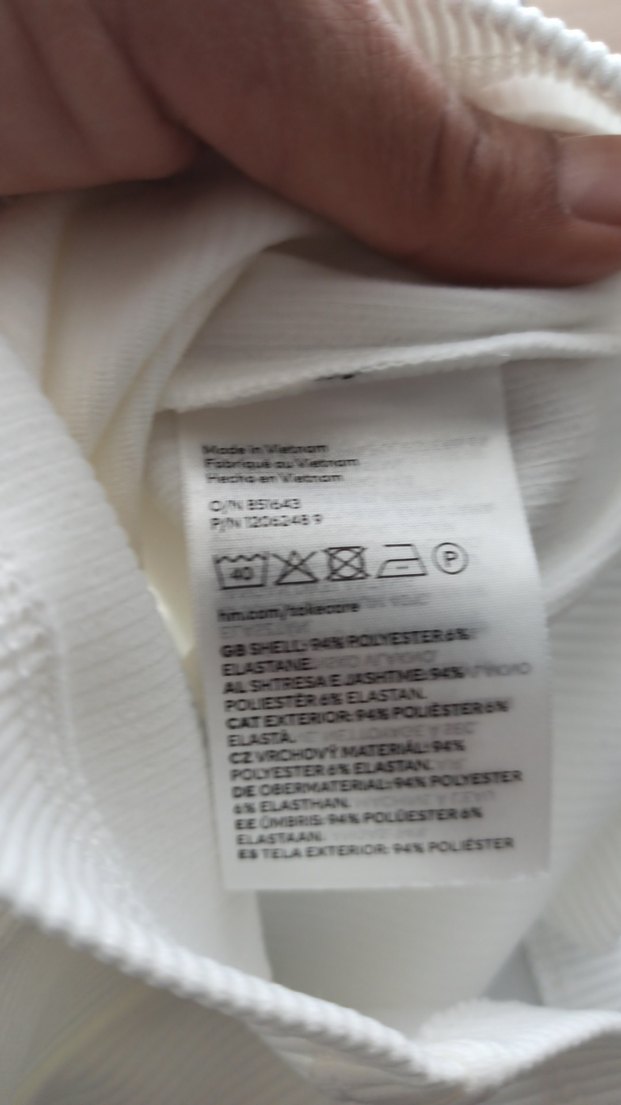 Made in Vietnam
Fabriqué au Vietnam
Hecho en Vietnam
O/N 851643
P/N 1206248 9
40 P
hm.com/takecare
GB SHELL: 94% POLYESTER 6%
ELASTANE.
AL SHTRESA E JASHTME: 94%
POLIESTËR 6% ELASTAN.
CAT EXTERIOR: 94% POLIÈSTER 6%
ELASTÀ.
CZ VRCHOVÝ MATERIÁL: 94%
POLYESTER 6% ELASTAN.
DE OBERMATERIAL: 94% POLYESTER
6% ELASTHAN.
EE ÜMBRIS: 94% POLÜESTER 6%
ELASTAAN.
ES TELA EXTERIOR: 94% POLIÉSTER